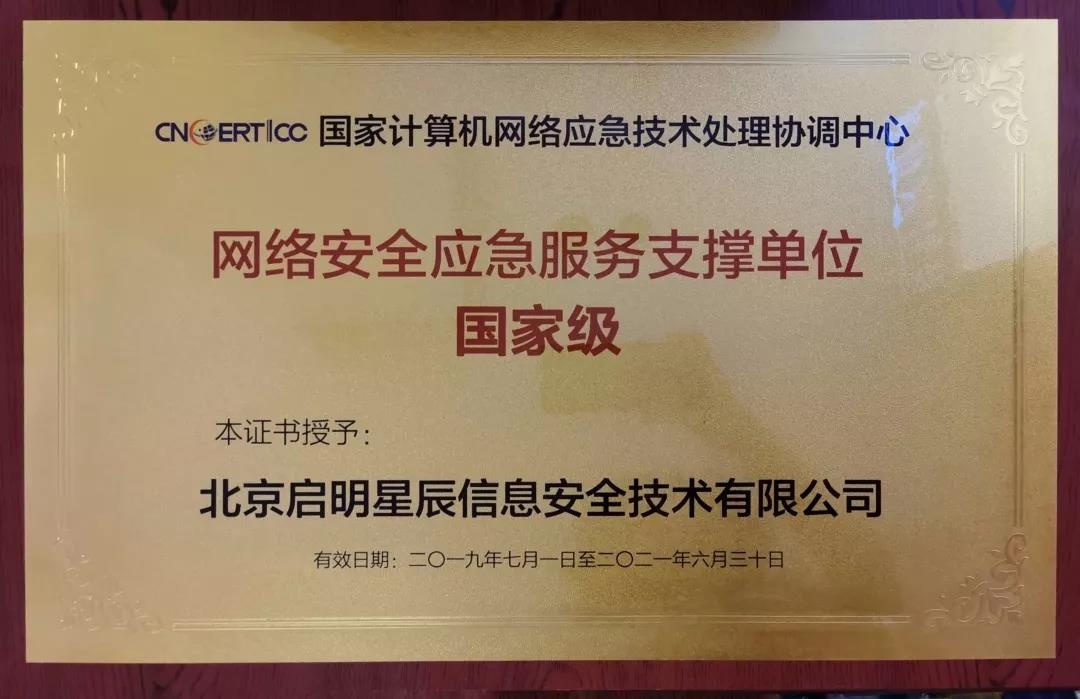 CNCERT/CC 国家计算机网络应急技术处理协调中心
网络安全应急服务支撑单位
国家级
本证书授予：
北京启明星辰信息安全技术有限公司
有效日期：二〇一九年七月一日至二〇二一年六月三十日